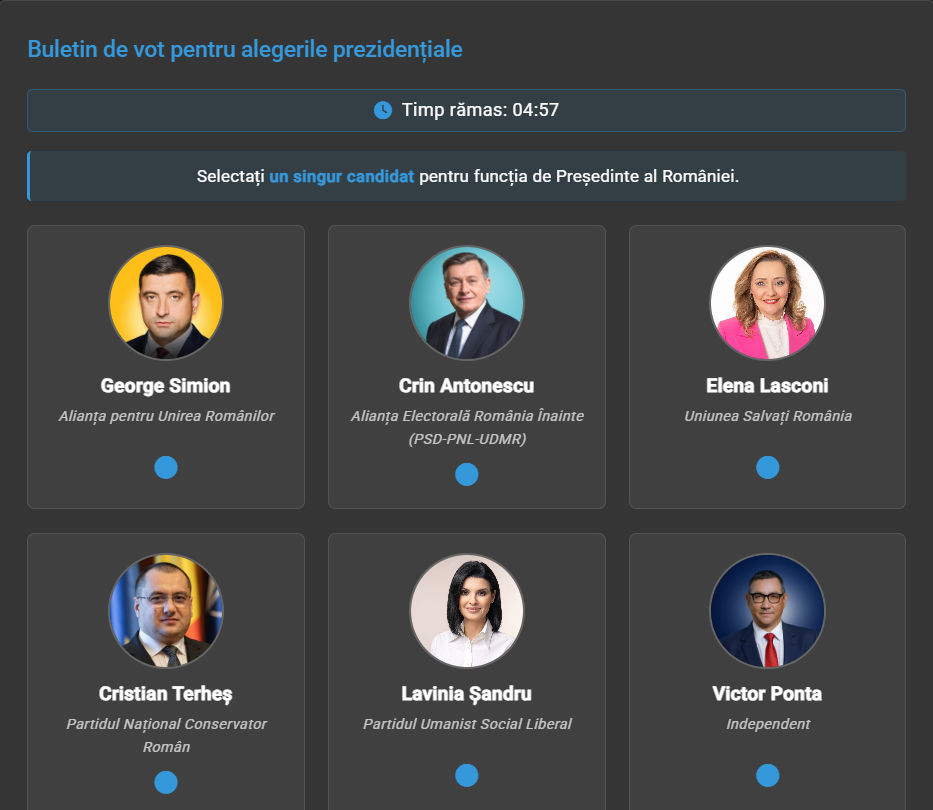 Buletin de vot pentru alegerile prezidențiale
Timp rămas: 04:57
Selectați un singur candidat pentru funcția de Președinte al României.
George Simion
Alianța pentru Unirea Românilor
Crin Antonescu
Alianța Electorală România Înainte
(PSD-PNL-UDMR)
Elena Lasconi
Uniunea Salvați România
Cristian Terheș
Partidul Național Conservator
Român
Lavinia Șandru
Partidul Umanist Social Liberal
Victor Ponta
Independent